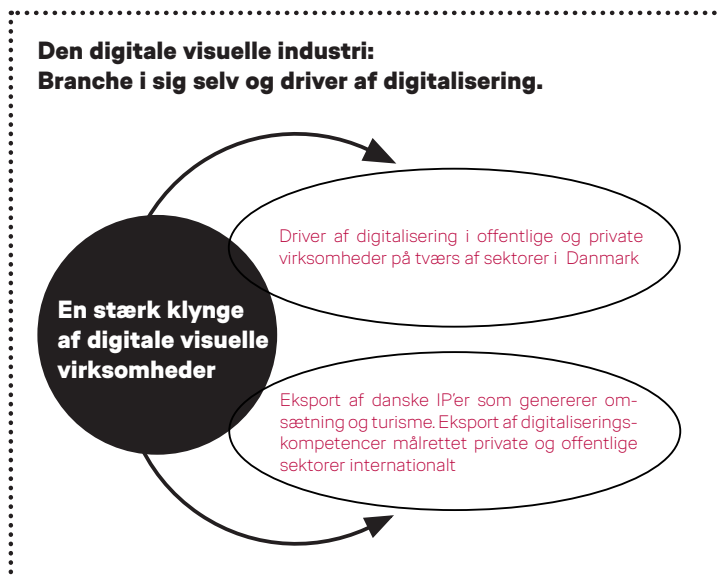 Den digitale visuelle industri:
Branche i sig selv og driver af digitalisering.
Driver af digitalisering i offentlige og private
virksomheder på tværs af sektorer i Danmark
En stærk klynge
af digitale visuelle
virksomheder
Eksport af danske IP’er som genererer om-
sætning og turisme. Eksport af digitaliserings-
kompetencer målrettet private og offentlige
sektorer internationalt